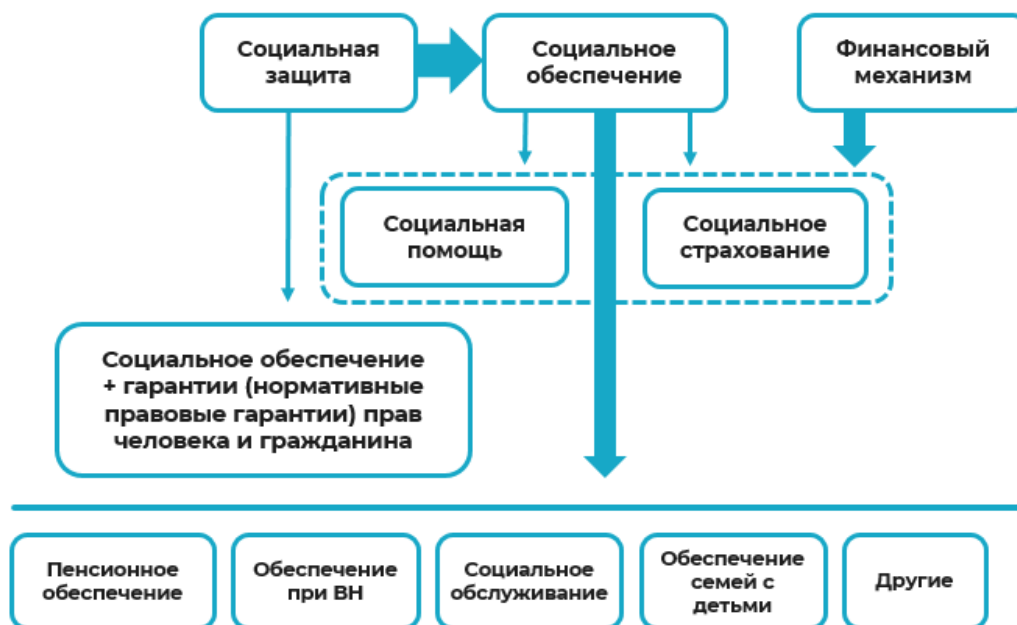 Социальная
защита
Социальное
обеспечение
Финансовый
механизм
Социальная
помощь
Социальное
страхование
Социальное обеспечение
+ гарантии (нормативные
правовые гарантии) прав
человека и гражданина
Пенсионное
обеспечение
Обеспечение
при ВН
Социальное
обслуживание
Обеспечение
семей с
детьми
Другие